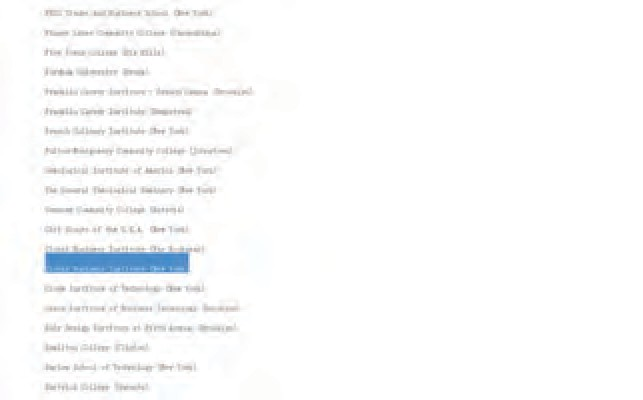 FEGS Trades and Business School (New York)
Finger Lakes Community College (Canandaigua)
Five Towns College (Dix Hills)
Fordham University (Bronx)
Franklin Career Institute - Campus (Brooklyn)
Franklin Career Institute (Hempstead)
French Culinary Institute (New York)
Fulton-Montgomery Community College (Johnstown)
Gemological Institute of America (New York)
The General Theological Seminary (New York)
Genesee Community College (Batavia)
Girl Scouts of the U.S.A. (New York)
Global Business Institute (Far Rockaway)
Global Business Institute (New York)
Globe Institute of Technology (New York)
Institute of Business Technology (Brooklyn)
Hair Design Institute at Fifth Avenue (Brooklyn)
Hamilton College (Clinton)
Harlem School of Technology (New York)
Hartwick College (Oneonta)